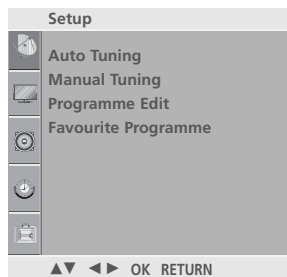 Setup
Auto Tuning
Manual Tuning
Programme Edit
Favourite Programme
▲▼ ◄► OK RETURN